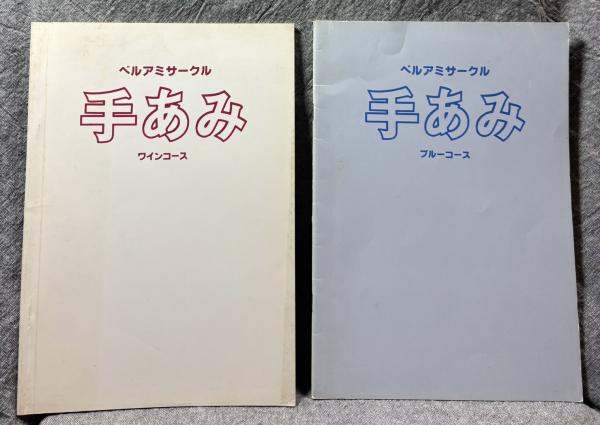 ベルアミサークル
手あみ
ワインコース
ベルアミサークル
手あみ
ブルーコース